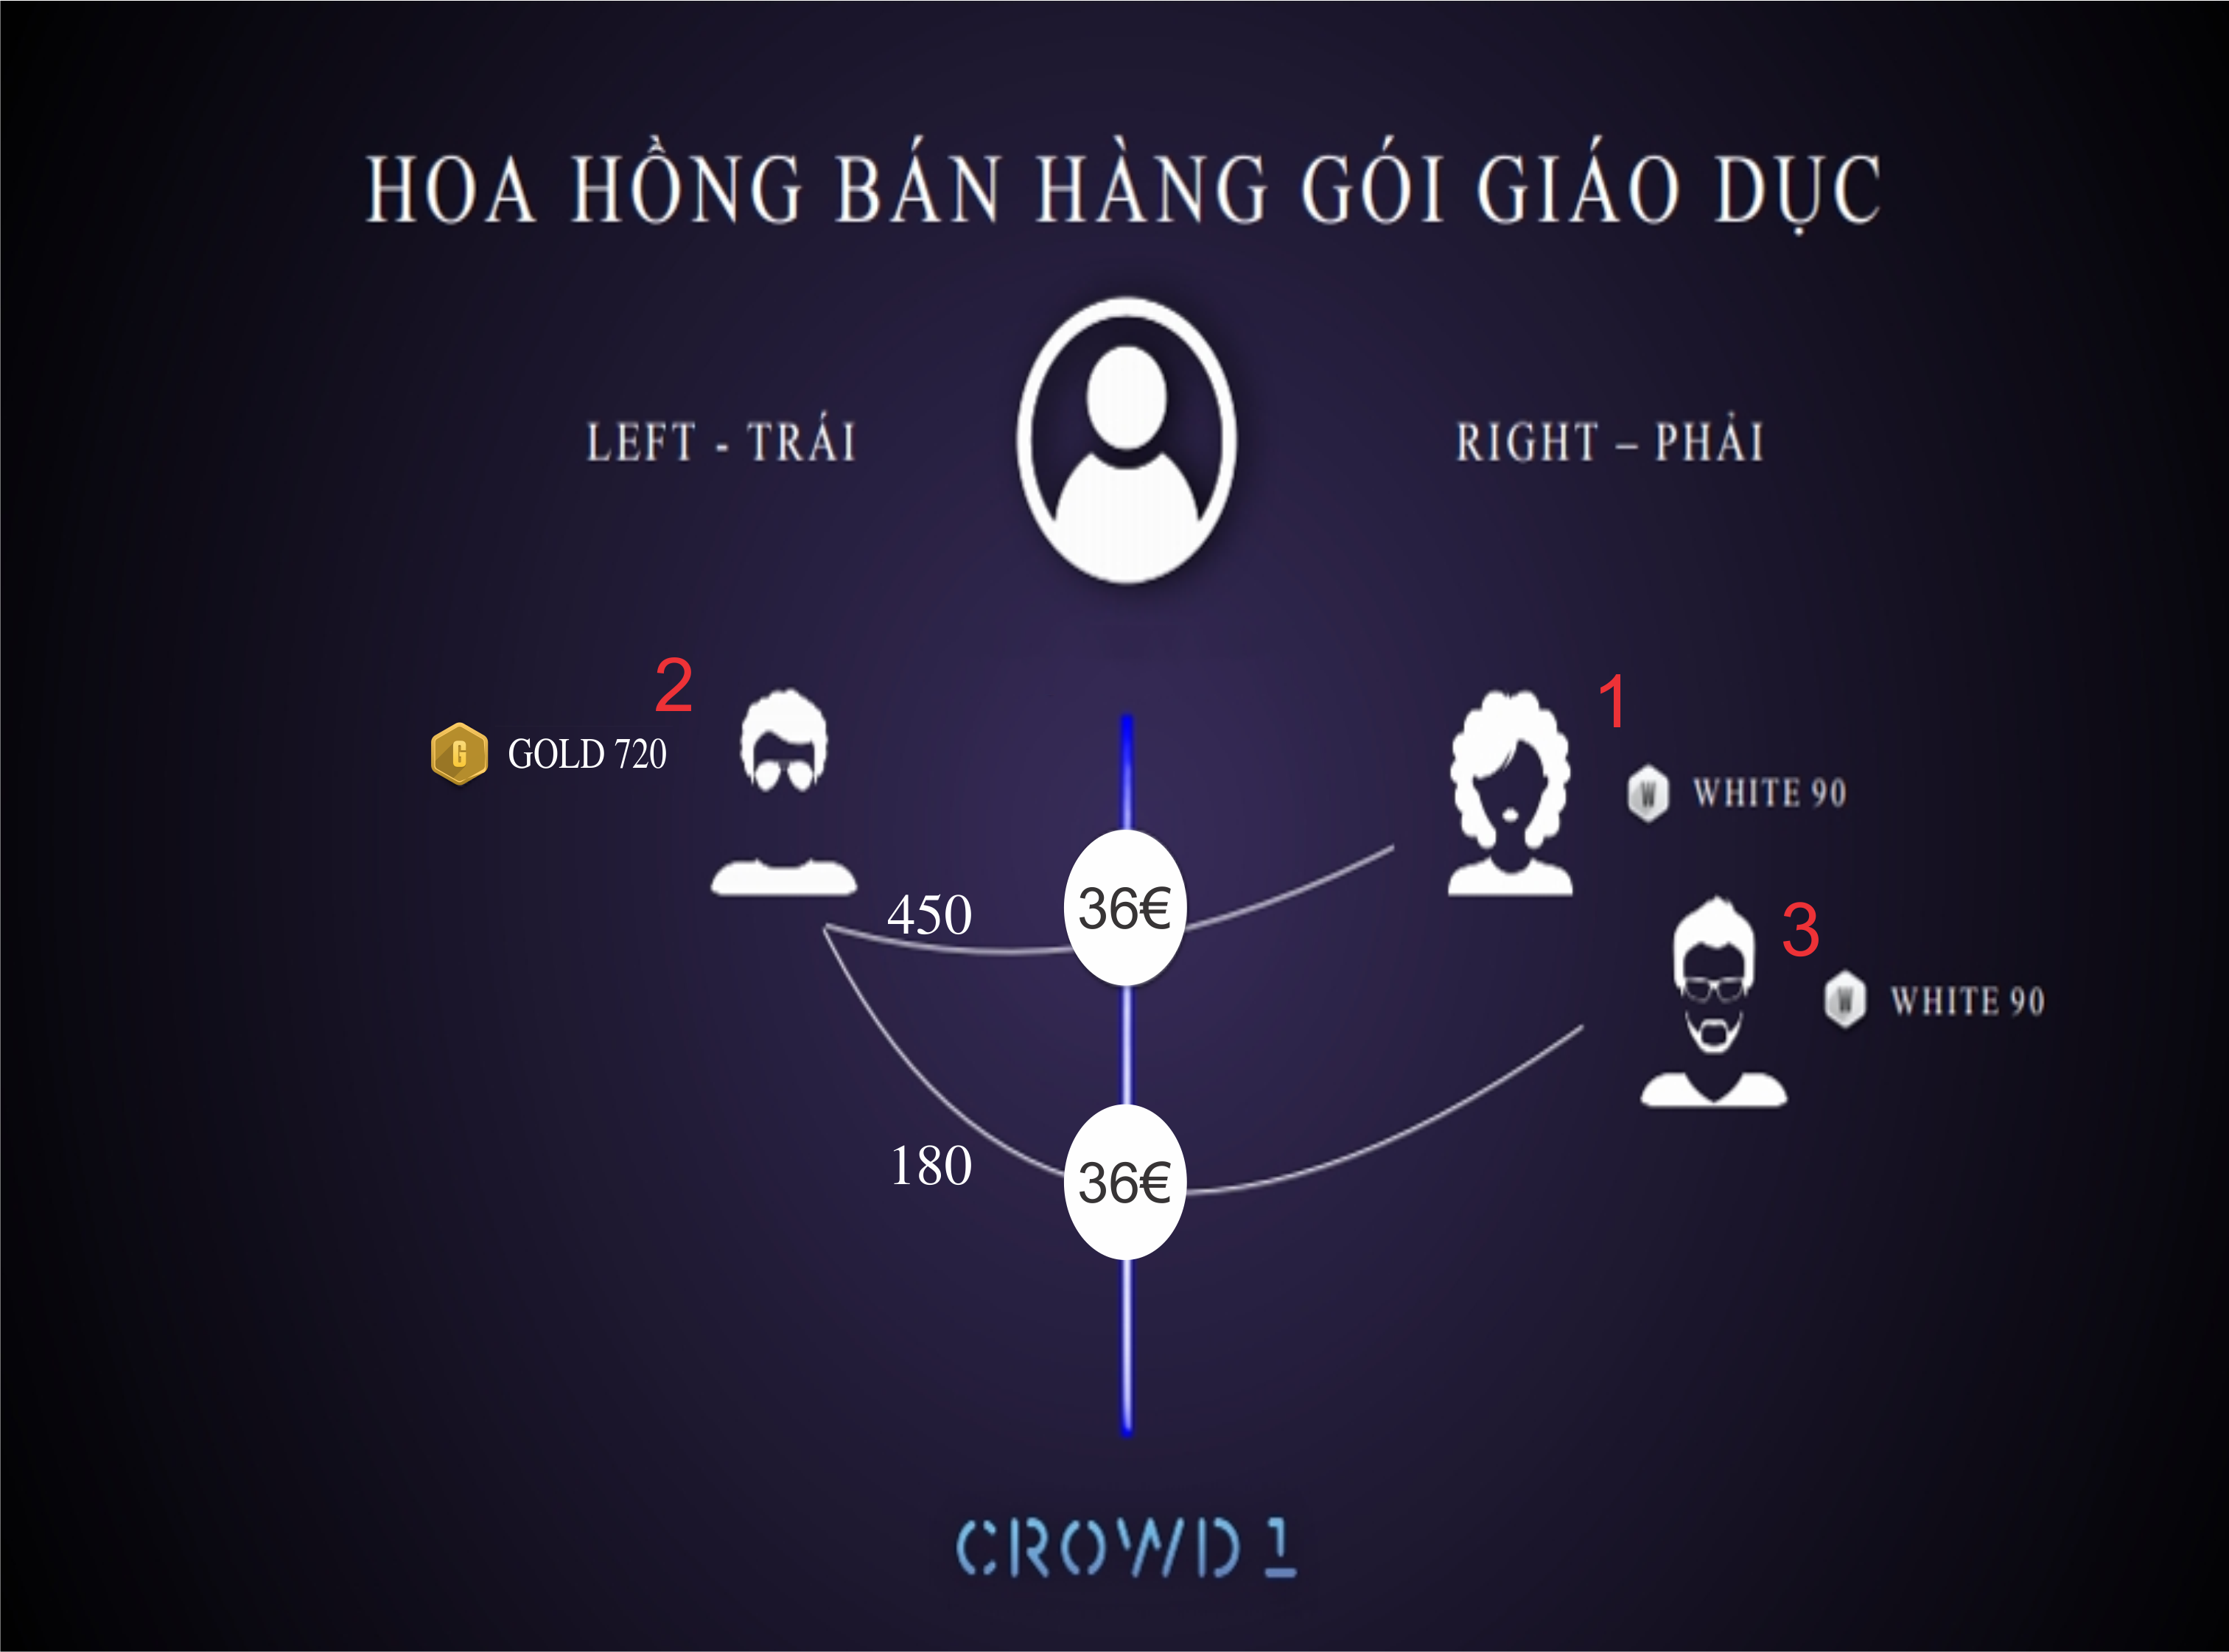 HOA HỒNG BÁN HÀNG GÓI GIÁO DỤC
LEFT - TRÁI
RIGHT – PHẢI
2
1
G GOLD 720
W WHITE 90
450
36€
3
W WHITE 90
180
36€
CROWD 1